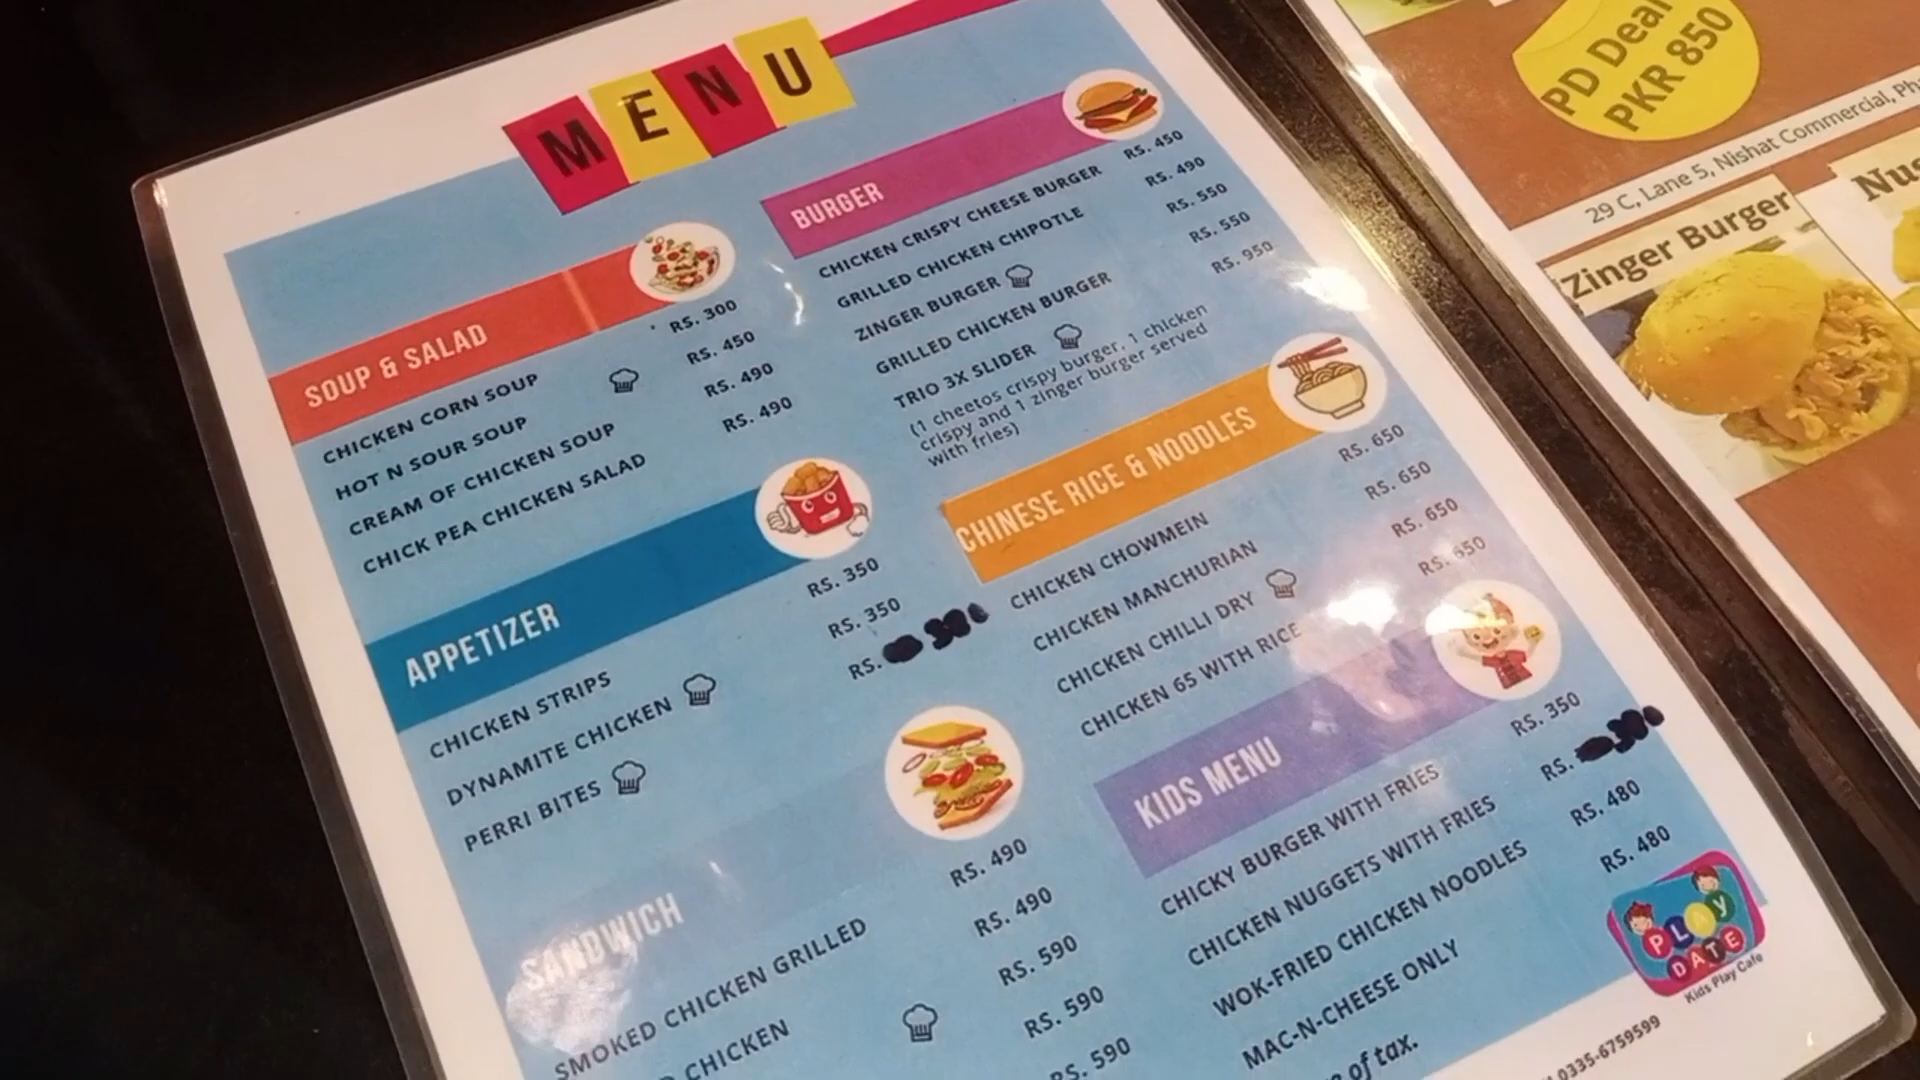 MENU
SOUP & SALAD
CHICKEN CORN SOUP RS. 300
HOT N SOUR SOUP RS. 450
CREAM OF CHICKEN SOUP RS. 490
CHICK PEA CHICKEN SALAD RS. 490
APPETIZER
CHICKEN STRIPS RS. 350
DYNAMITE CHICKEN RS. 350
PERRI BITES RS.
SANDWICH
SMOKED CHICKEN GRILLED RS. 490
CHICKEN RS. 490
RS. 590
RS. 590
RS. 590
BURGER
CHICKEN CRISPY CHEESE BURGER RS. 450
GRILLED CHICKEN CHIPOTLE RS. 490
ZINGER BURGER RS. 550
GRILLED CHICKEN BURGER RS. 550
TRIO 3X SLIDER RS. 950
(1 cheetos crispy burger, 1 chicken
crispy and 1 zinger burger served
with fries)
CHINESE RICE & NOODLES
CHICKEN CHOWMEIN RS. 650
CHICKEN MANCHURIAN RS. 650
CHICKEN CHILLI DRY RS. 650
CHICKEN 65 WITH RICE RS. 650
KIDS MENU
CHICKY BURGER WITH FRIES RS. 350
CHICKEN NUGGETS WITH FRIES RS.
WOK-FRIED CHICKEN NOODLES RS. 480
MAC-N-CHEESE ONLY RS. 480
of tax.
PLAY
DATE
Kids Play Cafe
0335-6759599
PD Deal
PKR 850
29 C, Lane 5, Nishat Commercial,
Zinger Burger